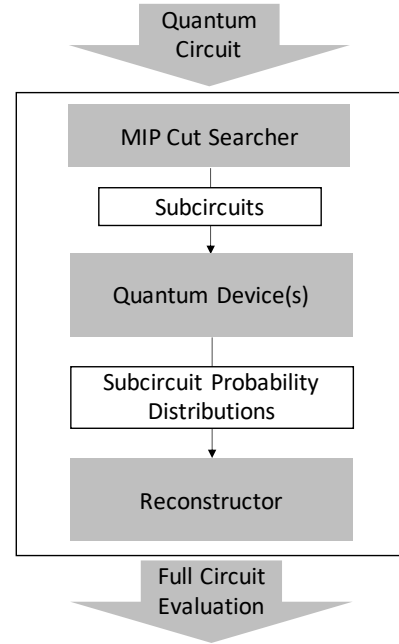 Quantum
Circuit
MIP Cut Searcher
Subcircuits
Quantum Device(s)
Subcircuit Probability
Distributions
Reconstructor
Full Circuit
Evaluation